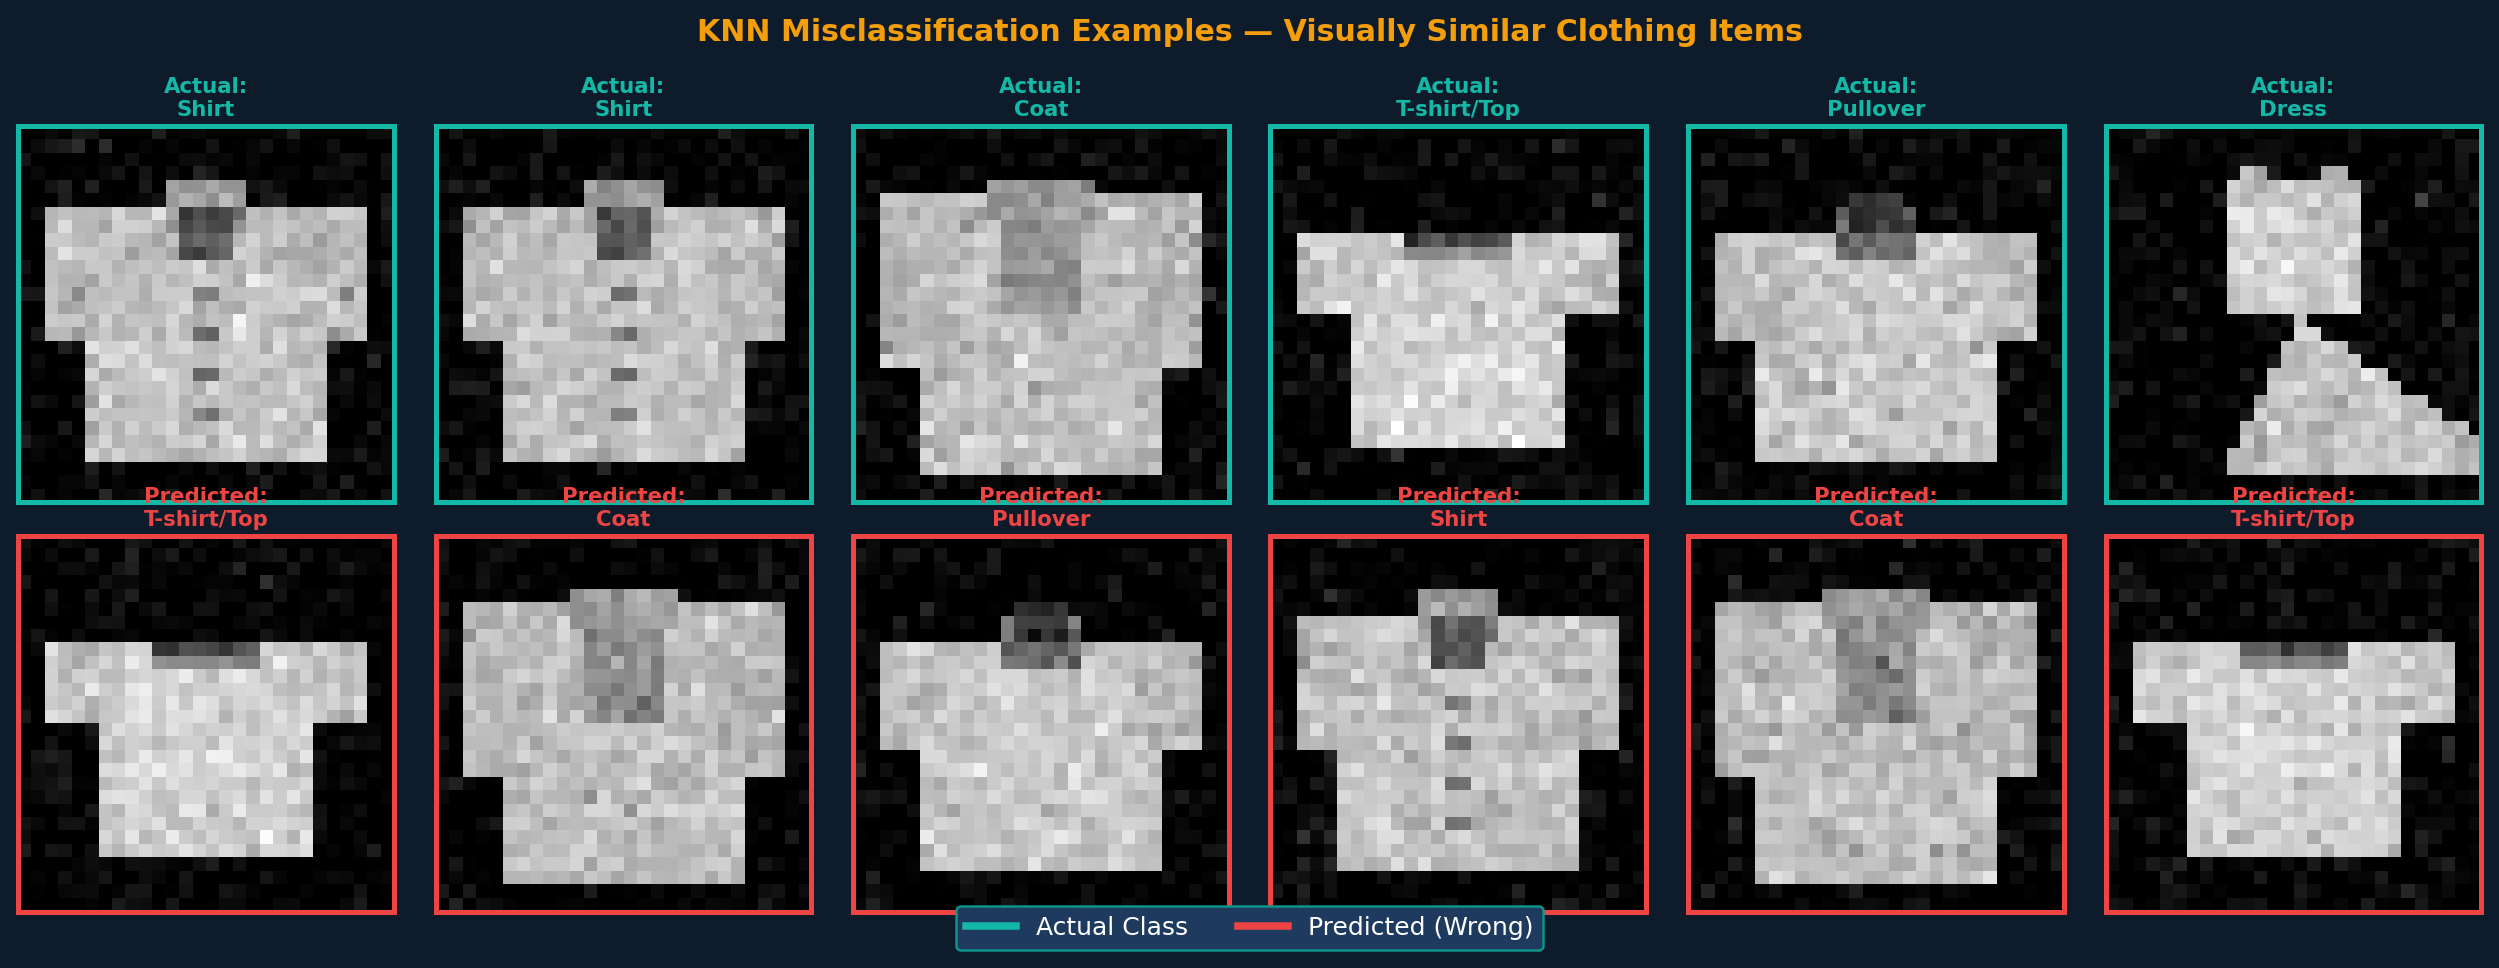 KNN Misclassification Examples — Visually Similar Clothing Items
Actual:
Shirt
Actual:
Shirt
Actual:
Coat
Actual:
T-shirt/Top
Actual:
Pullover
Actual:
Dress
Predicted:
T-shirt/Top
Predicted:
Coat
Predicted:
Pullover
Predicted:
Shirt
Predicted:
Coat
Predicted:
T-shirt/Top
Actual Class
Predicted (Wrong)